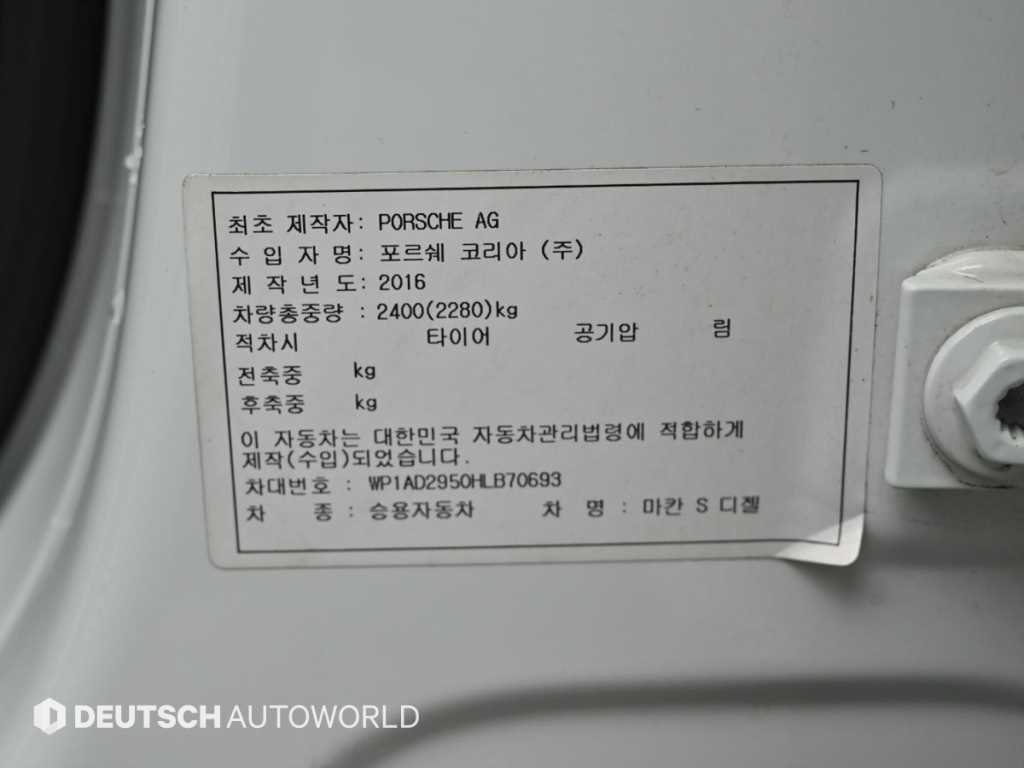 최초 제작자: PORSCHE AG
수 입 자 명: 포르쉐 코리아 (주)
제 작 년 도: 2016
차량총중량 : 2400(2280)kg
적차시 타이어 공기압 림
전축중 kg
후축중 kg
이 자동차는 대한민국 자동차관리법령에 적합하게
제작(수입)되었습니다.
차대번호 : WP1AD2950HLB70693
차 종 : 승용자동차 차 명 : 마칸 S 디젤
DEUTSCH AUTOWORLD